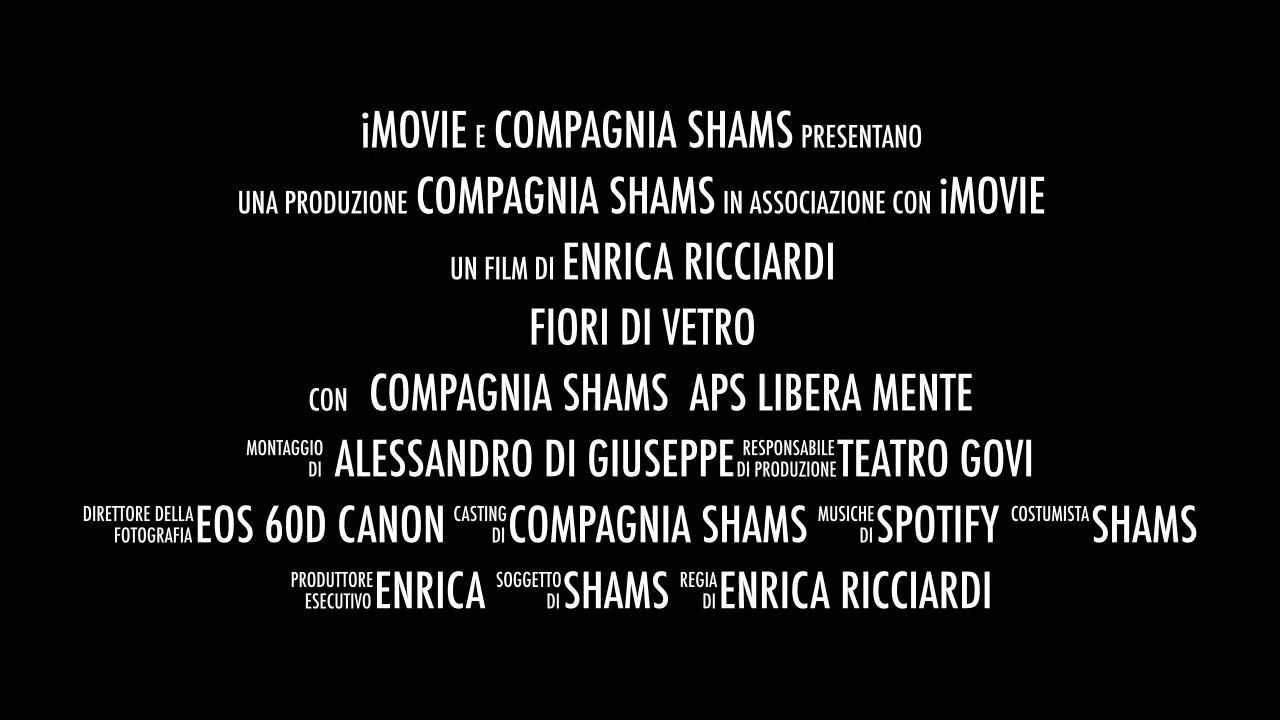 iMOVIE E COMPAGNIA SHAMS PRESENTANO
UNA PRODUZIONE COMPAGNIA SHAMS IN ASSOCIAZIONE CON iMOVIE
UN FILM DI ENRICA RICCIARDI
FIORI DI VETRO
CON COMPAGNIA SHAMS APS LIBERA MENTE
MONTAGGIO DI ALESSANDRO DI GIUSEPPE RESPONSABILE DI PRODUZIONE TEATRO GOVI
DIRETTORE DELLA FOTOGRAFIA EOS 60D CANON CASTING DI COMPAGNIA SHAMS MUSICHE DI SPOTIFY COSTUMISTA SHAMS
PRODUTTORE ESECUTIVO ENRICA SOGGETTO DI SHAMS REGIA DI ENRICA RICCIARDI